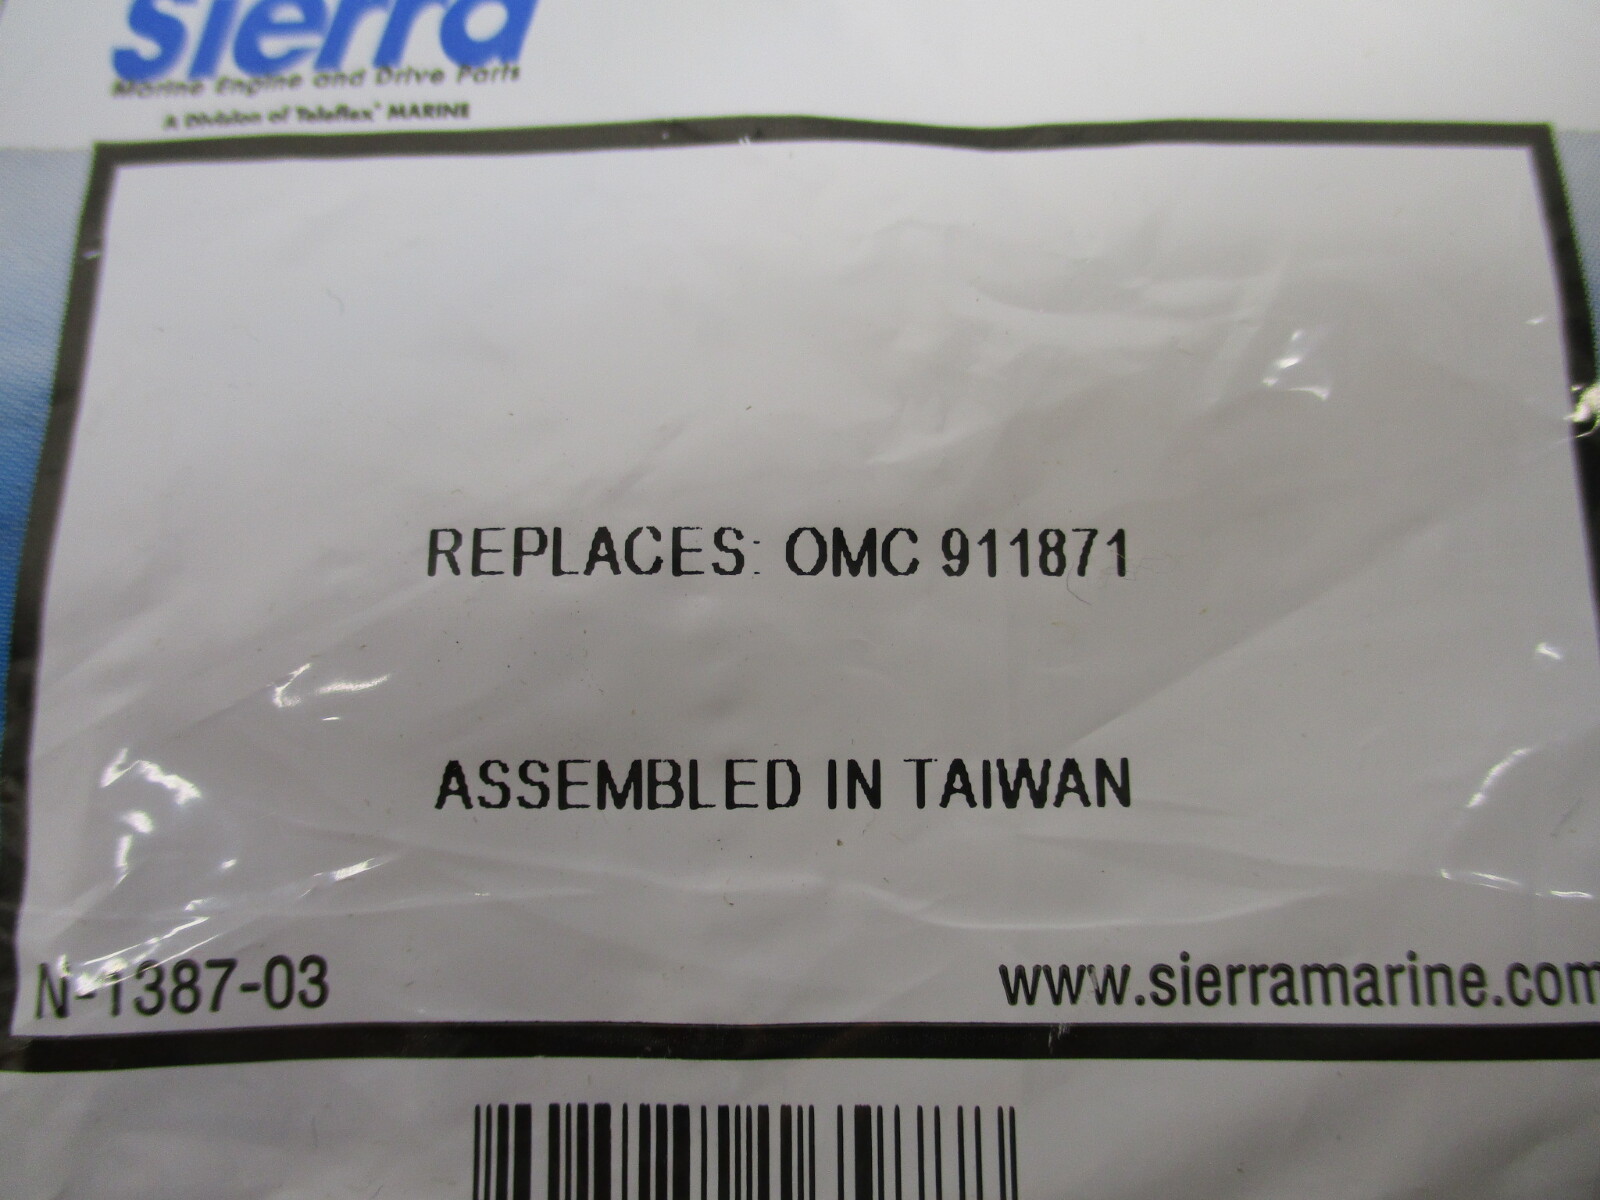 Sierra
Marine Engine and Drive Parts
A Division of Teleflex® MARINE
REPLACES: OMC 911871
ASSEMBLED IN TAIWAN
N-1387-03
www.sierramarine.com